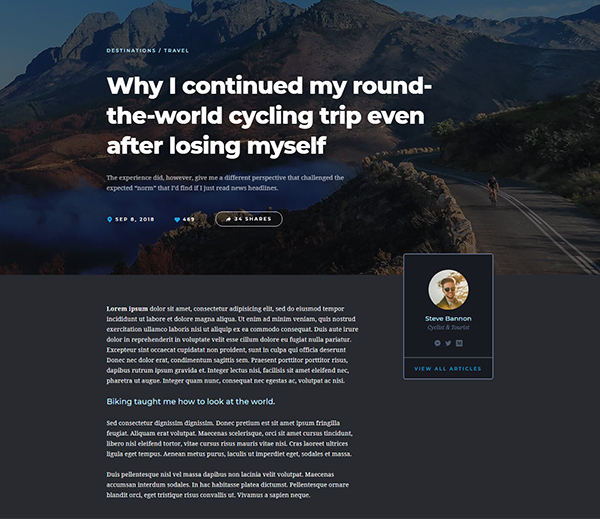 DESTINATIONS / TRAVEL
Why I continued my round-
the-world cycling trip even
after losing myself
The experience did, however, give me a different perspective that challenged the
expected “norm” that I'd find if I just read news headlines.
SEP 8, 2018
469
34 SHARES
Steve Bannon
Cyclist & Tourist
VIEW ALL ARTICLES
Lorem ipsum dolor sit amet, consectetur adipisicing elit, sed do eiusmod tempor
incididunt ut labore et dolore magna aliqua. Ut enim ad minim veniam, quis nostrud
exercitation ullamco laboris nisi ut aliquip ex ea commodo consequat. Duis aute irure
dolor in reprehenderit in voluptate velit esse cillum dolore eu fugiat nulla pariatur.
Excepteur sint occaecat cupidatat non proident, sunt in culpa qui officia deserunt
Donec nec dolor erat, condimentum sagittis sem. Praesent porttitor porttitor risus,
dapibus rutrum ipsum gravida et. Integer lectus nisi, facilisis sit amet eleifend nec,
pharetra ut augue. Integer quam nunc, consequat nec egestas ac, volutpat ac nisi.
Biking taught me how to look at the world.
Sed consectetur dignissim dignissim. Donec pretium est sit amet ipsum fringilla
feugiat. Aliquam erat volutpat. Maecenas scelerisque, orci sit amet cursus tincidunt,
libero nisl eleifend tortor, vitae cursus risus mauris vitae nisi. Cras laoreet ultrices
ligula eget tempus. Aenean metus purus, iaculis ut imperdiet eget, sodales et massa.
Duis pellentesque nisl vel massa dapibus non lacinia velit volutpat. Maecenas
accumsan interdum sodales. In hac habitasse platea dictumst. Pellentesque ornare
blandit orci, eget tristique risus convallis ut. Vivamus a sapien neque.